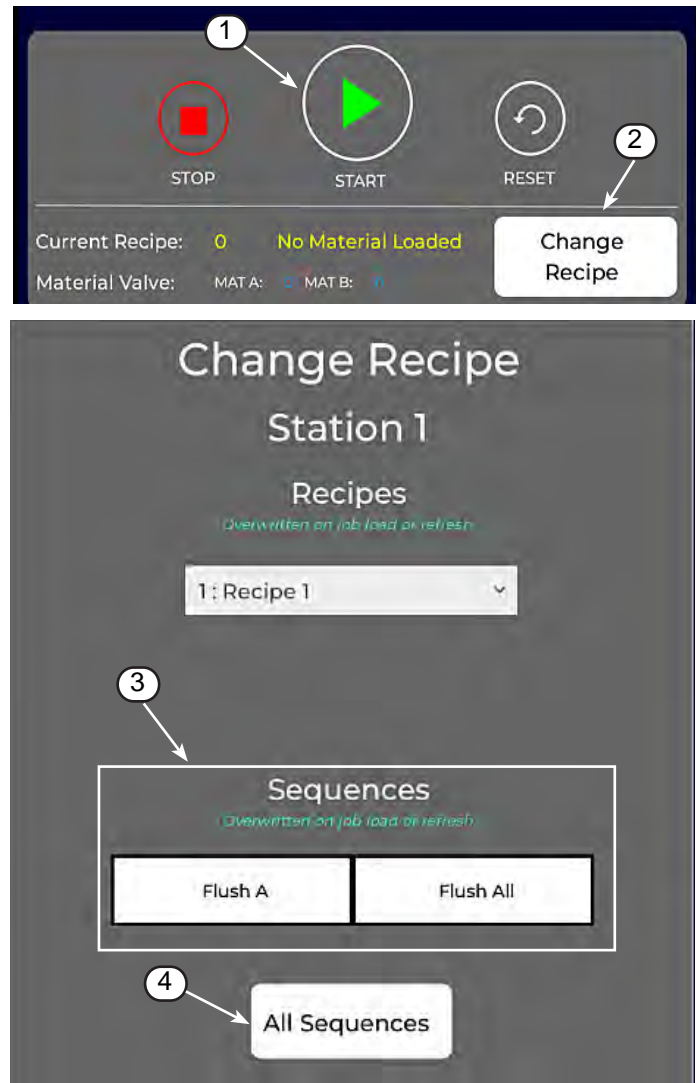 1
2
STOP
START
RESET
Current Recipe: 0 No Material Loaded
Change
Recipe
Material Valve: MAT A: MAT B:
Change Recipe
Station 1
Recipes
Overwritten on job load or refresh
1 : Recipe 1
3
Sequences
Overwritten on job load or refresh
Flush A
Flush All
4
All Sequences